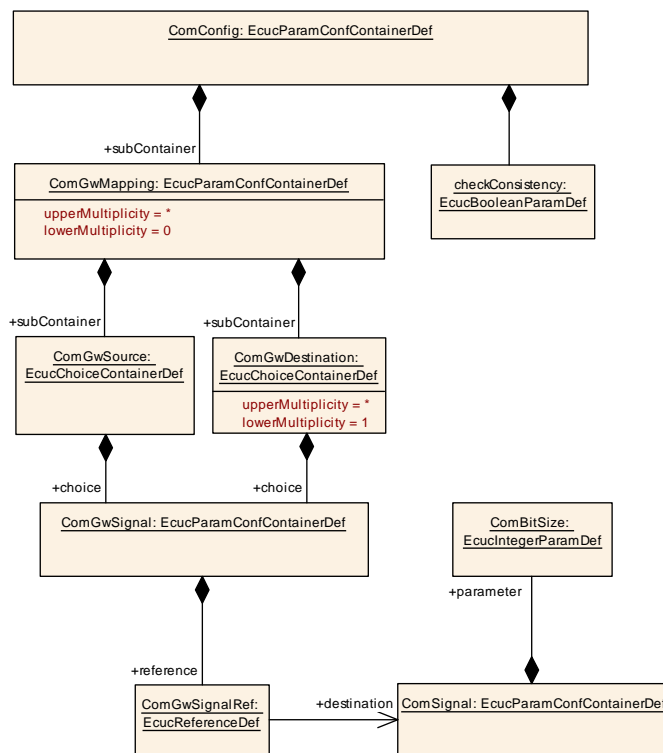 ComConfig: EcucParamConfContainerDef
+subContainer
ComGwMapping: EcucParamConfContainerDef
upperMultiplicity = *
lowerMultiplicity = 0
checkConsistency:
EcucBooleanParamDef
+subContainer
+subContainer
ComGwSource:
EcucChoiceContainerDef
ComGwDestination:
EcucChoiceContainerDef
upperMultiplicity = *
lowerMultiplicity = 1
+choice
+choice
ComGwSignal: EcucParamConfContainerDef
ComBitSize:
EcucIntegerParamDef
+parameter
+reference
ComGwSignalRef:
EcucReferenceDef
+destination
ComSignal: EcucParamConfContainerDef